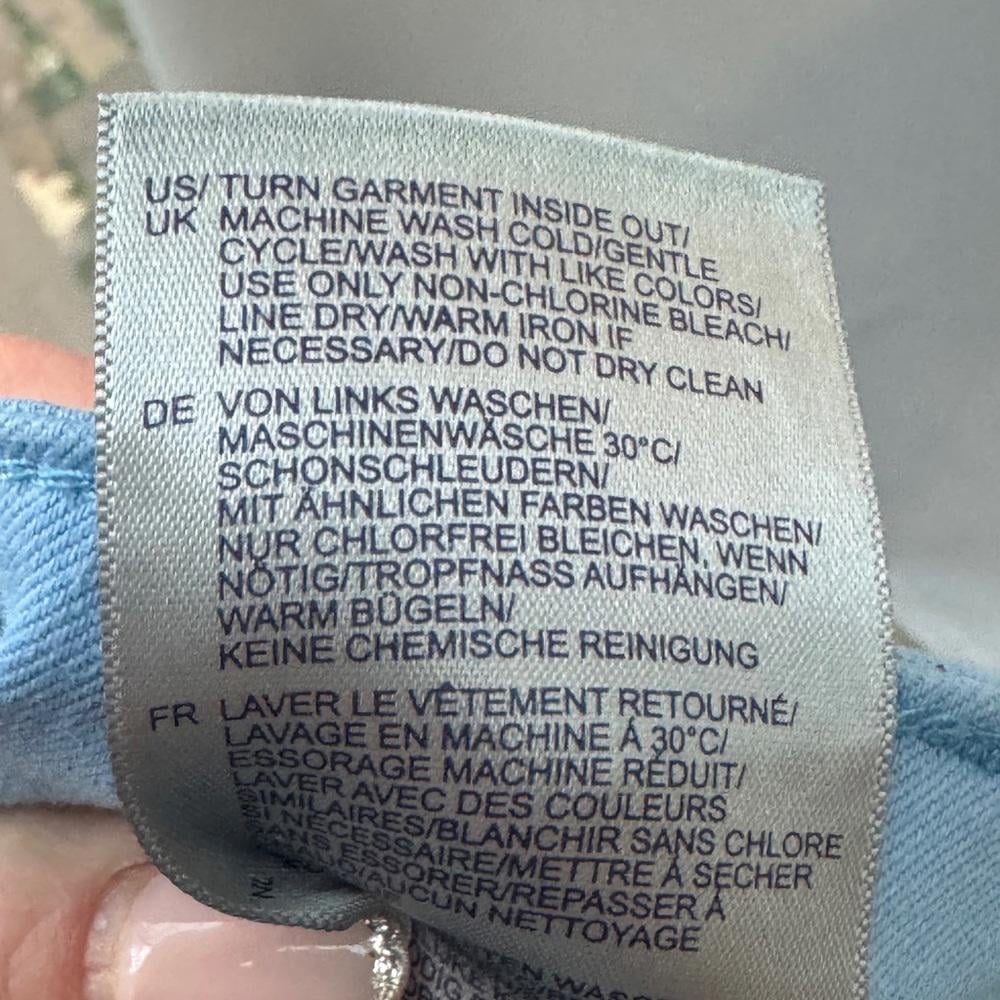 US/ TURN GARMENT INSIDE OUT/
UK MACHINE WASH COLD/GENTLE
CYCLE/WASH WITH LIKE COLORS/
USE ONLY NON-CHLORINE BLEACH/
LINE DRY/WARM IRON IF
NECESSARY/DO NOT DRY CLEAN
DE VON LINKS WASCHEN/
MASCHINENWÄSCHE 30°C/
SCHONSCHLEUDERN/
MIT ÄHNLICHEN FARBEN WASCHEN/
NUR CHLORFREI BLEICHEN, WENN
NÖTIG/TROPFNASS AUFHÄNGEN/
WARM BÜGELN/
KEINE CHEMISCHE REINIGUNG
FR LAVER LE VÊTEMENT RETOURNÉ/
LAVAGE EN MACHINE À 30°C/
ESSORAGE MACHINE RÉDUIT/
LAVER AVEC DES COULEURS
SIMILAIRES/BLANCHIR SANS CHLORE
SI NÉCESSAIRE/METTRE À SÉCHER
SANS ESSORER/REPASSER À
NETTOYAGE